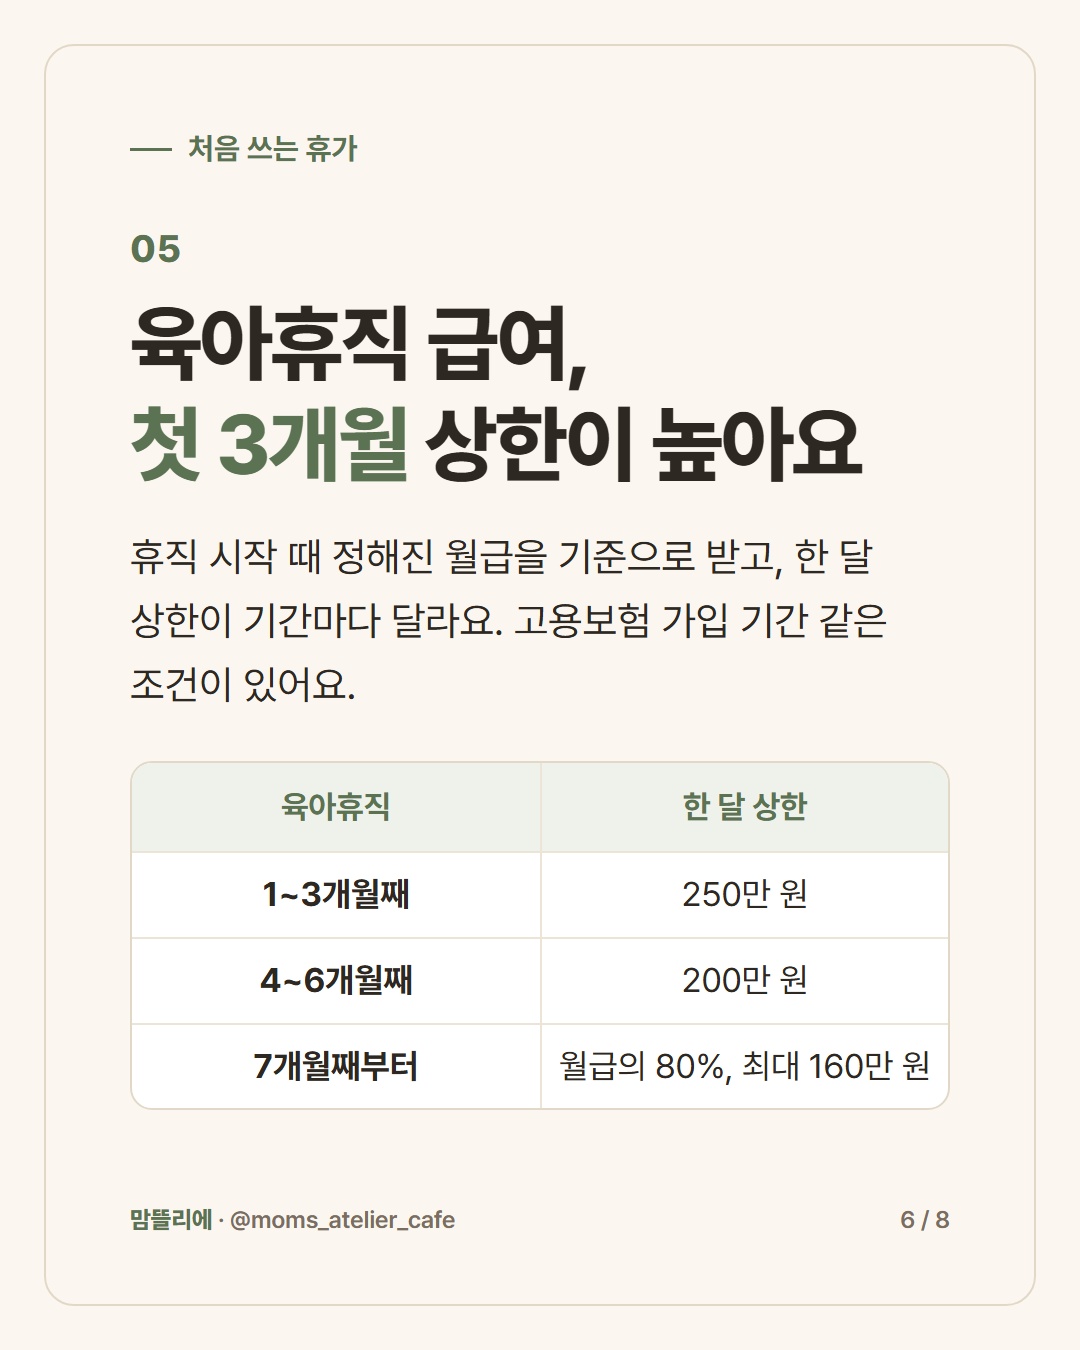 처음 쓰는 휴가
05
육아휴직 급여,
첫 3개월 상한이 높아요
휴직 시작 때 정해진 월급을 기준으로 받고, 한 달
상한이 기간마다 달라요. 고용보험 가입 기간 같은
조건이 있어요.
육아휴직 한 달 상한
1~3개월째 250만 원
4~6개월째 200만 원
7개월째부터 월급의 80%, 최대 160만 원
맘뜰리에 · @moms_atelier_cafe 6 / 8